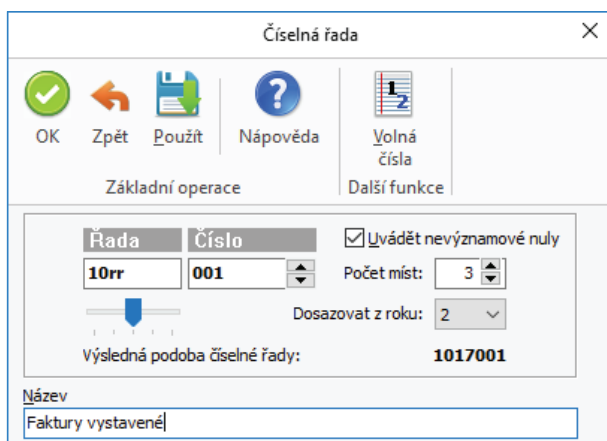 Číselná řada
OK Zpět Použít Nápověda Volná čísla
Základní operace Další funkce
Řada Číslo Uvádět nevýznamové nuly
10rr 001 Počet míst: 3
Dosazovat z roku: 2
Výsledná podoba číselné řady: 1017001
Název
Faktury vystavené